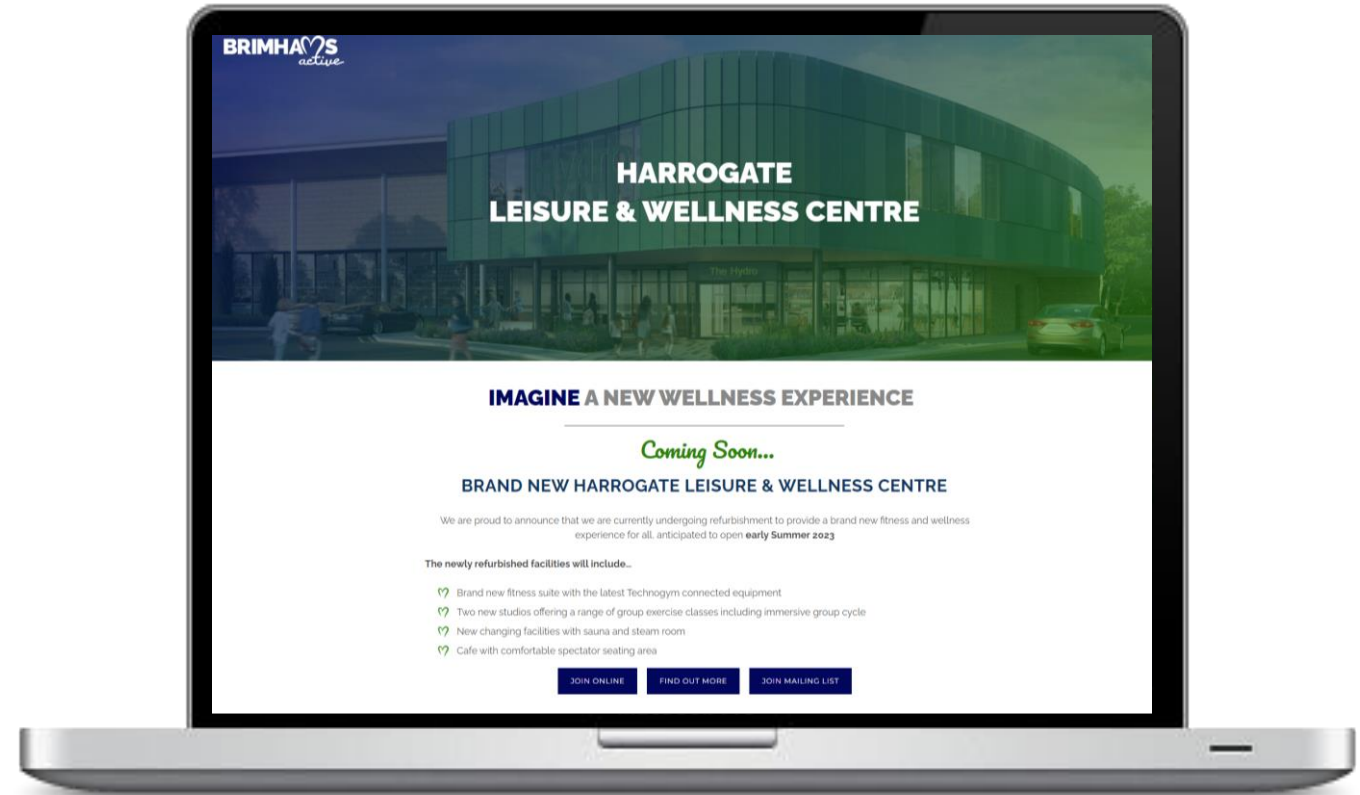 BRIMHAMS
active
HARROGATE
LEISURE & WELLNESS CENTRE
The Hydro
IMAGINE A NEW WELLNESS EXPERIENCE
Coming Soon...
BRAND NEW HARROGATE LEISURE & WELLNESS CENTRE
We are proud to announce that we are currently undergoing refurbishment to provide a brand new fitness and wellness
experience for all, anticipated to open early Summer 2023
The newly refurbished facilities will include...
Brand new fitness suite with the latest Technogym connected equipment
Two new studios offering a range of group exercise classes including immersive group cycle
New changing facilities with sauna and steam room
Cafe with comfortable spectator seating area
JOIN ONLINE FIND OUT MORE JOIN MAILING LIST